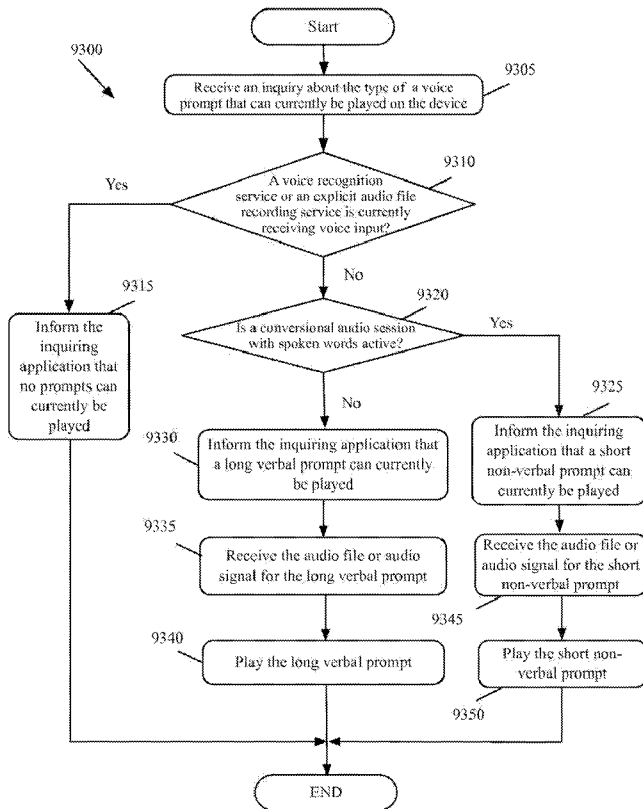 Start
9300
9305
Receive an inquiry about the type of a voice
prompt that can currently be played on the device
9310
Yes
A voice recognition
service or an explicit audio file
recording service is currently
receiving voice input?
No
9315
9320
Inform the
inquiring
application that
no prompts can
currently be
played
Is a conversional audio session
with spoken words active?
Yes
9325
No
9330
Inform the inquiring application that
a long verbal prompt can currently
be played
Inform the inquiring
application that a short
non-verbal prompt can
currently be played
9335
Receive the audio file or audio
signal for the long verbal prompt
Receive the audio file or
audio signal for the short
non-verbal prompt
9345
9340
Play the long verbal prompt
Play the short non-
verbal prompt
9350
END